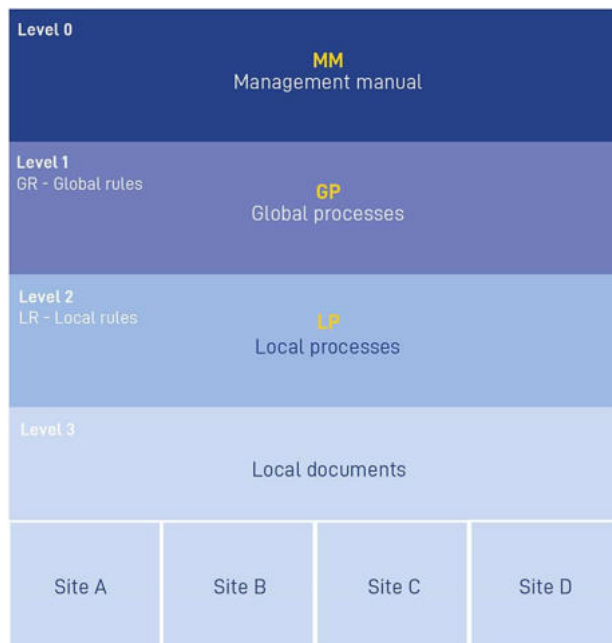 Level 0
MM
Management manual
Level 1
GR - Global rules
GP
Global processes
Level 2
LR - Local rules
LP
Local processes
Level 3
Local documents
Site A
Site B
Site C
Site D